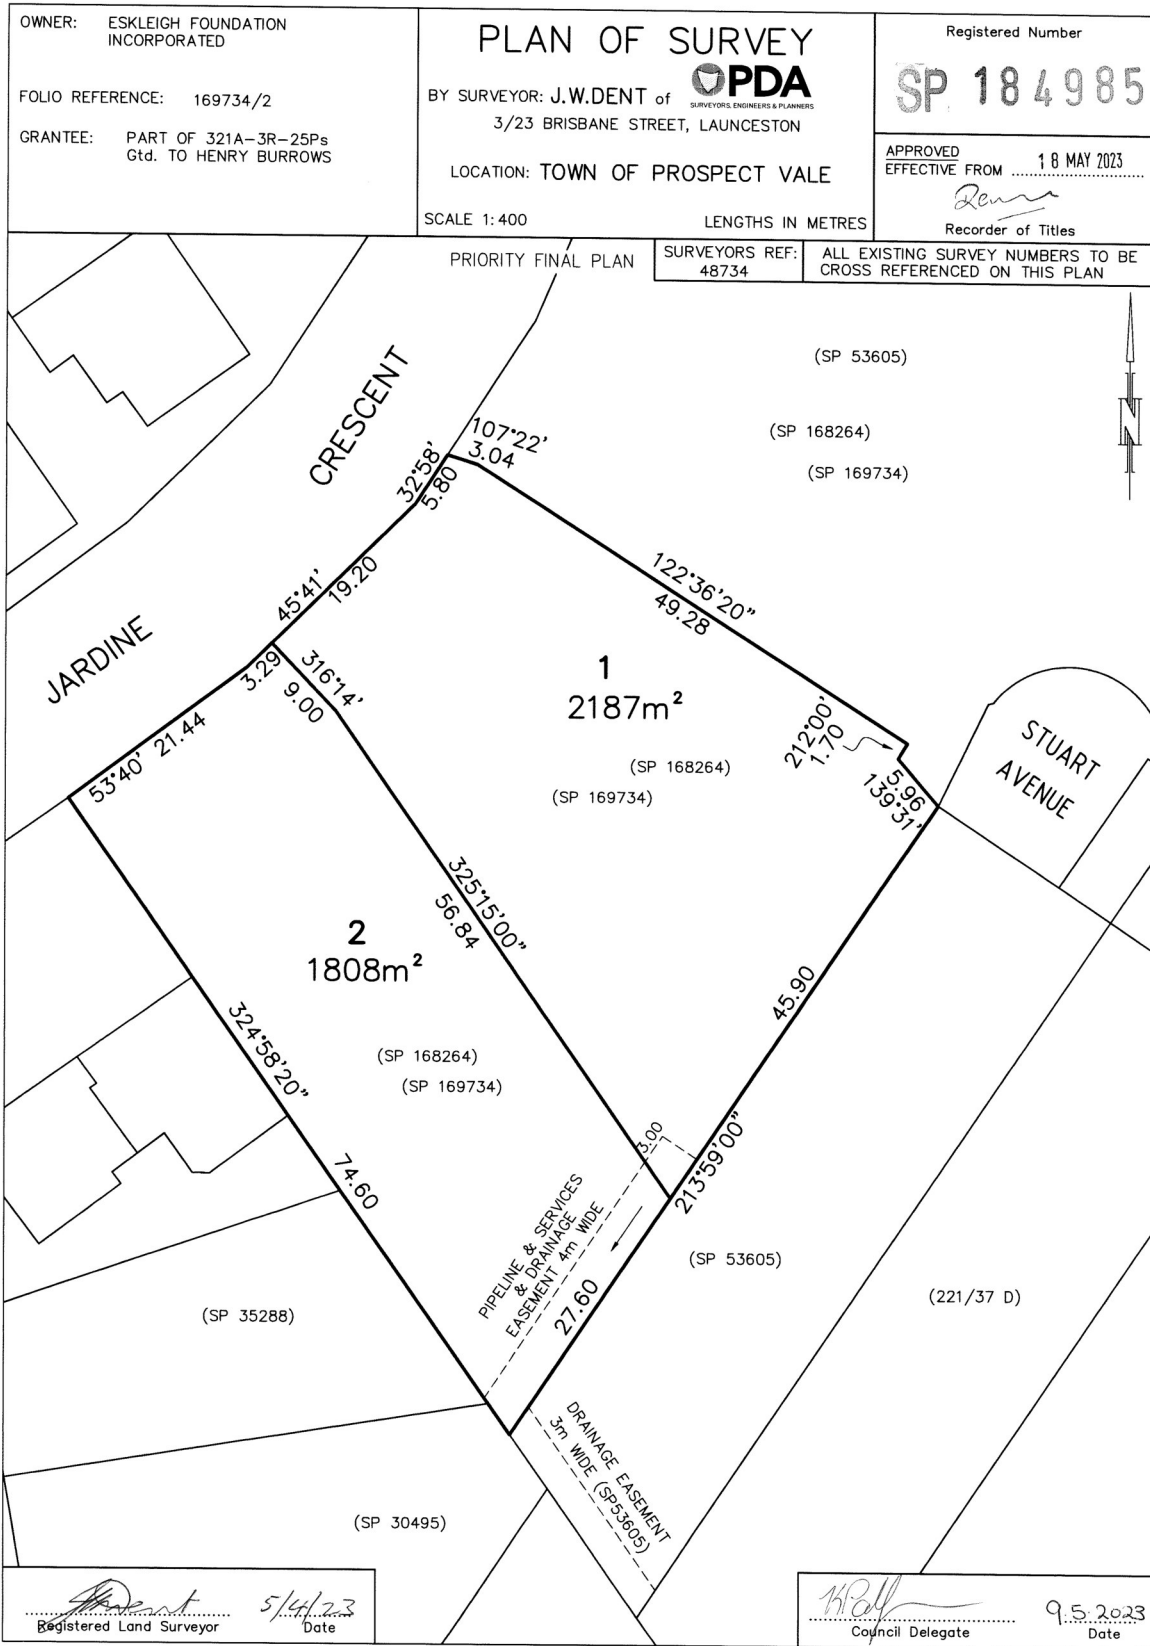 OWNER: ESKLEIGH FOUNDATION
INCORPORATED
FOLIO REFERENCE: 169734/2
GRANTEE: PART OF 321A-3R-25Ps
Gtd. TO HENRY BURROWS
PLAN OF SURVEY
BY SURVEYOR: J.W.DENT of PDA
SURVEYORS, ENGINEERS & PLANNERS
3/23 BRISBANE STREET, LAUNCESTON
LOCATION: TOWN OF PROSPECT VALE
SCALE 1:400
LENGTHS IN METRES
Registered Number
SP 184985
APPROVED
EFFECTIVE FROM 18 MAY 2023
Recorder of Titles
PRIORITY FINAL PLAN
SURVEYORS REF:
48734
ALL EXISTING SURVEY NUMBERS TO BE
CROSS REFERENCED ON THIS PLAN
N
(SP 53605)
(SP 168264)
(SP 169734)
JARDINE CRESCENT
107°22'
3.04
32°58'
5.80
45°41'
19.20
122°36'20"
49.28
3.29
316°14'
9.00
53°40' 21.44
1
2187m²
(SP 168264)
(SP 169734)
212°00'
1.70
5.96
139°31'
STUART
AVENUE
325°15'00"
56.84
2
1808m²
45.90
324°58'20"
(SP 168264)
(SP 169734)
74.60
3.00
213°59'00"
PIPELINE & SERVICES
& DRAINAGE
EASEMENT 4m WIDE
27.60
(SP 53605)
(221/37 D)
(SP 35288)
DRAINAGE EASEMENT
3m WIDE (SP53605)
(SP 30495)
5/4/23
Registered Land Surveyor Date
9.5.2023
Council Delegate Date